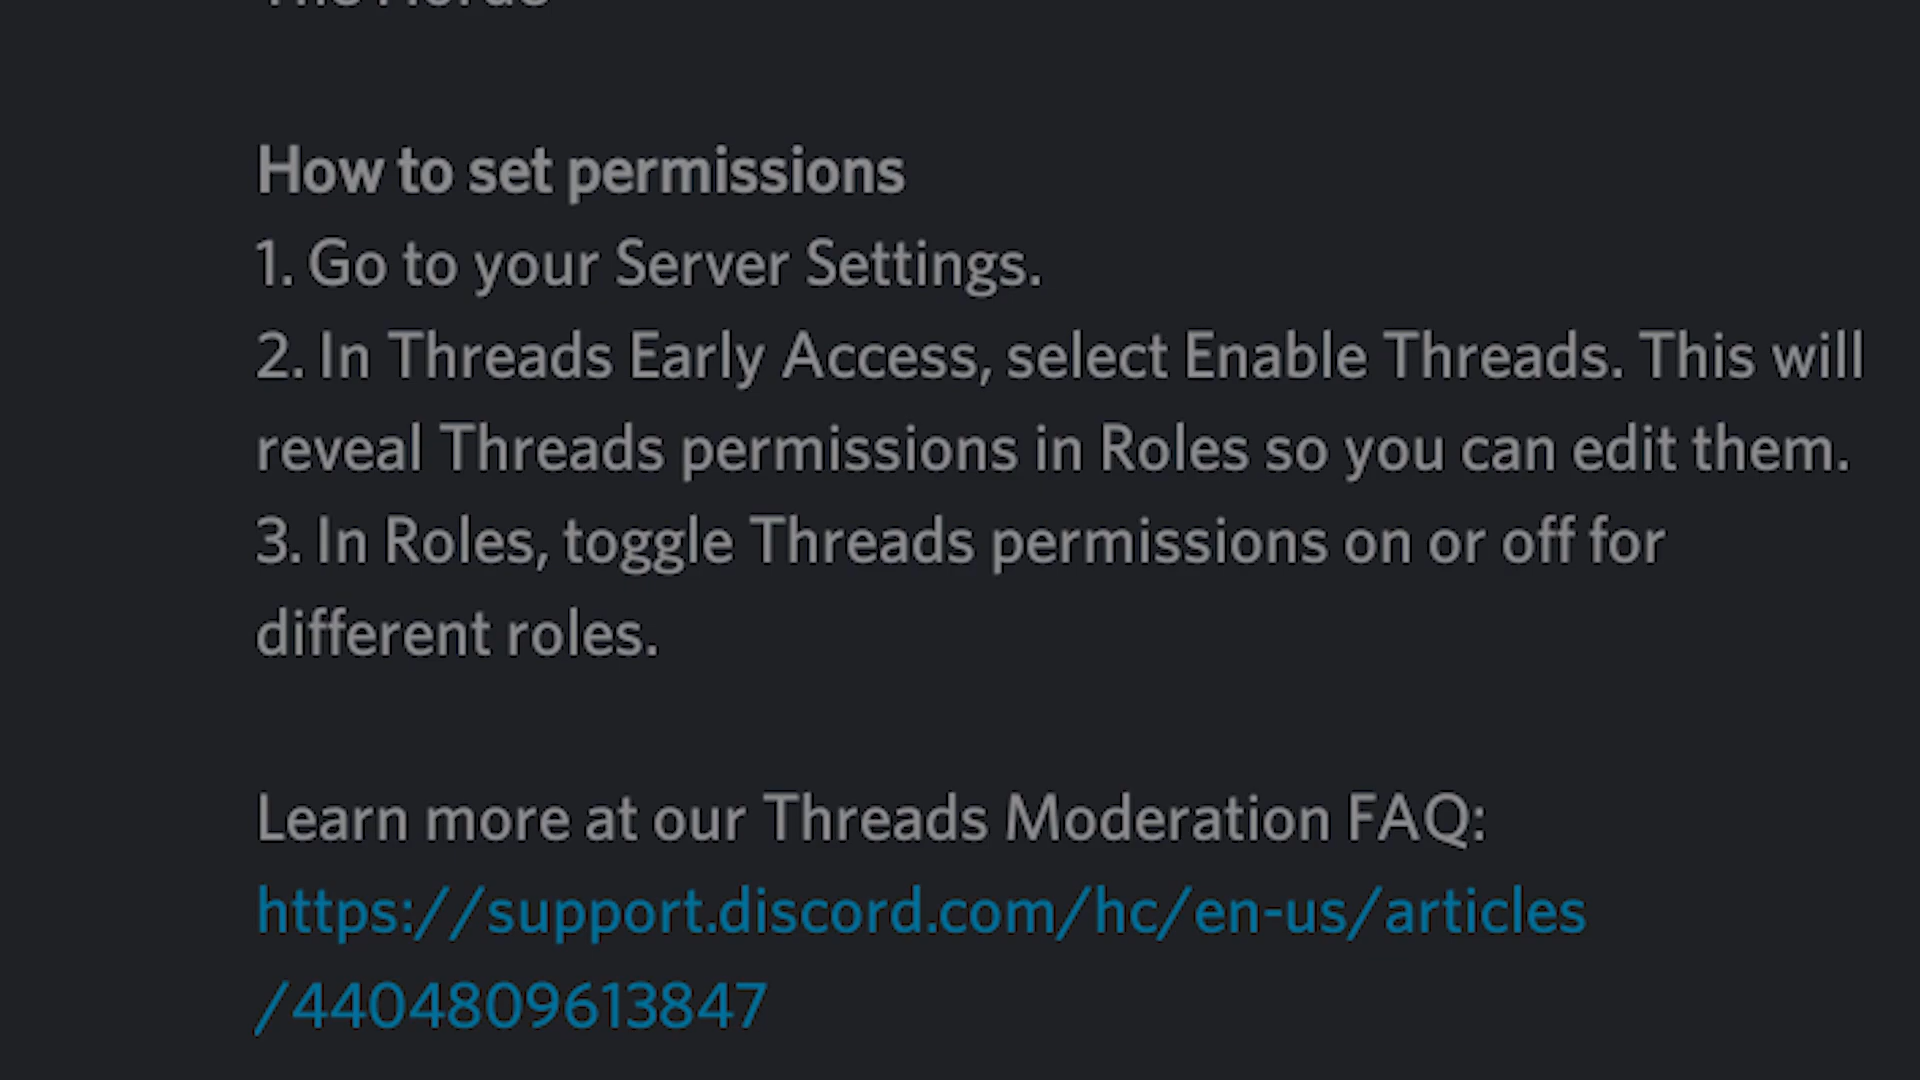 How to set permissions
1. Go to your Server Settings.
2. In Threads Early Access, select Enable Threads. This will
reveal Threads permissions in Roles so you can edit them.
3. In Roles, toggle Threads permissions on or off for
different roles.
Learn more at our Threads Moderation FAQ:
https://support.discord.com/hc/en-us/articles
/4404809613847